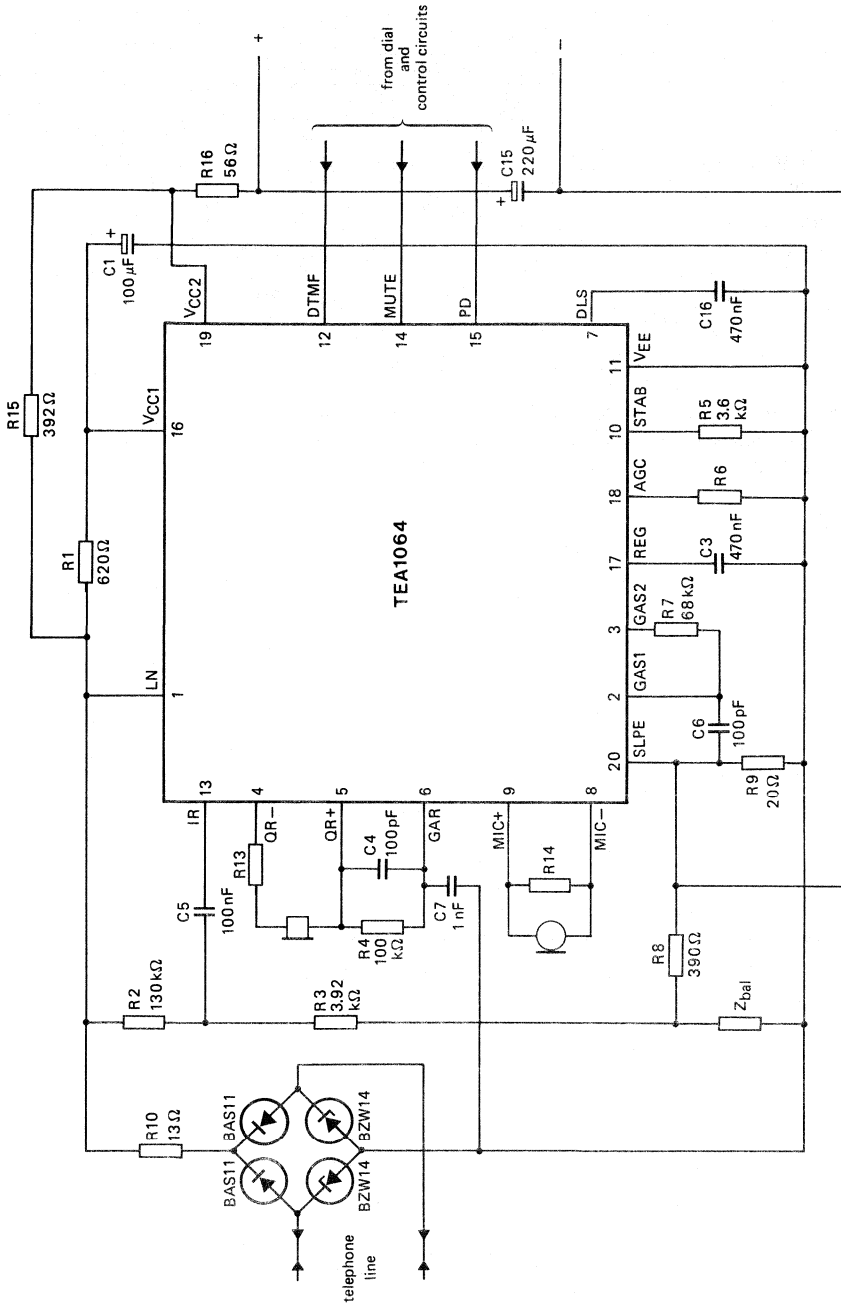 R15
392Ω
R1
620Ω
C1
100μF
+
R16
56Ω
+
from dial
and
control circuits
C15
220μF
+
−
R10
13Ω
R2
130kΩ
R3
3.92
kΩ
C5
100nF
R13
R4
100
kΩ
C4
100pF
C7
1nF
R14
R8
390Ω
Zbal
BAS11
BAS11
BZW14
BZW14
telephone
line
LN
1
VCC1
16
VCC2
19
DTMF
12
MUTE
14
PD
15
DLS
7
IR
13
QR−
4
QR+
5
GAR
6
MIC+
9
MIC−
8
TEA1064
20
SLPE
2
GAS1
3
GAS2
17
REG
18
AGC
10
STAB
11
VEE
C6
100pF
R9
20Ω
R7
68kΩ
C3
470nF
R6
R5
3.6
kΩ
C16
470nF